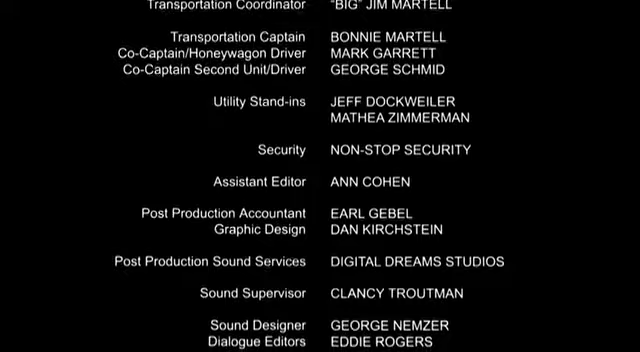 Transportation Coordinator "BIG" JIM MARTELL
Transportation Captain BONNIE MARTELL
Co-Captain/Honeywagon Driver MARK GARRETT
Co-Captain Second Unit/Driver GEORGE SCHMID
Utility Stand-ins JEFF DOCKWEILER
MATHEA ZIMMERMAN
Security NON-STOP SECURITY
Assistant Editor ANN COHEN
Post Production Accountant EARL GEBEL
Graphic Design DAN KIRCHSTEIN
Post Production Sound Services DIGITAL DREAMS STUDIOS
Sound Supervisor CLANCY TROUTMAN
Sound Designer GEORGE NEMZER
Dialogue Editors EDDIE ROGERS